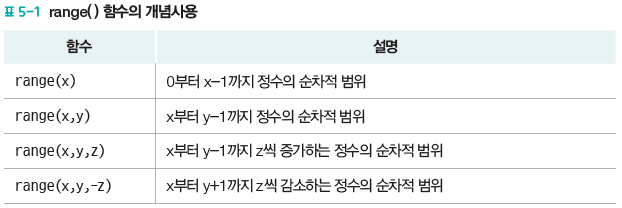 표 5-1 range() 함수의 개념사용
함수 설명
range(x) 0부터 x-1까지 정수의 순차적 범위
range(x,y) x부터 y-1까지 정수의 순차적 범위
range(x,y,z) x부터 y-1까지 z씩 증가하는 정수의 순차적 범위
range(x,y,-z) x부터 y+1까지 z씩 감소하는 정수의 순차적 범위